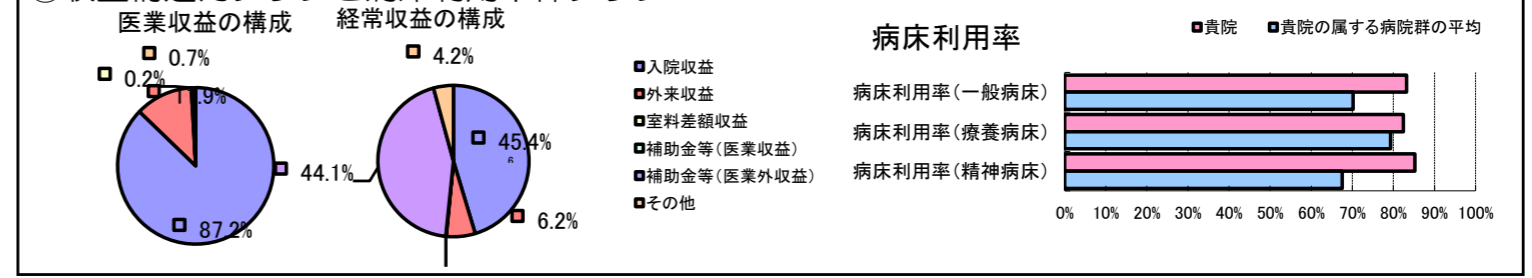 医業収益の構成
経常収益の構成
0.7%
0.2%
11.9%
87.2%
4.2%
45.4%
44.1%
6.2%
入院収益
外来収益
室料差額収益
補助金等(医業収益)
補助金等(医業外収益)
その他
病床利用率
貴院
貴院の属する病院群の平均
病床利用率(一般病床)
病床利用率(療養病床)
病床利用率(精神病床)
0% 10% 20% 30% 40% 50% 60% 70% 80% 90% 100%